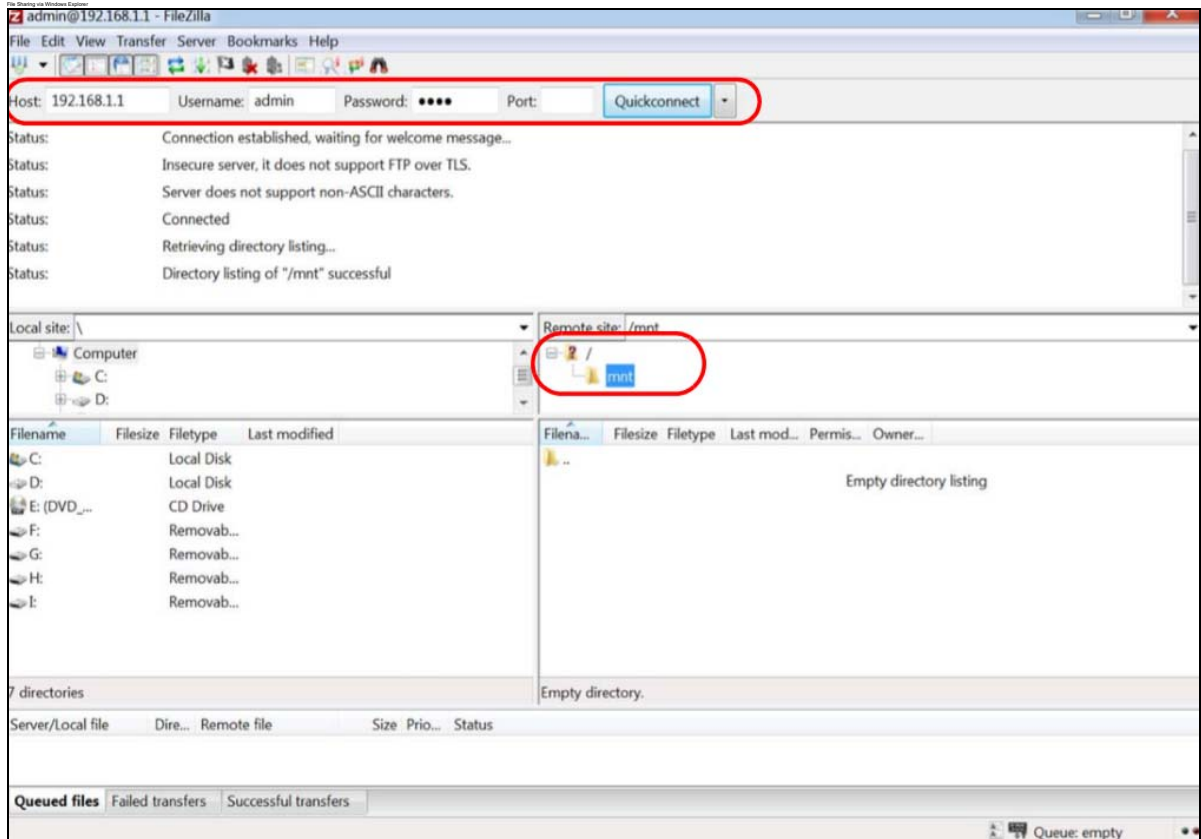 File Sharing via Windows Explorer
admin@192.168.1.1 - FileZilla
File Edit View Transfer Server Bookmarks Help
Host: 192.168.1.1 Username: admin Password: •••• Port: Quickconnect
Status: Connection established, waiting for welcome message...
Status: Insecure server, it does not support FTP over TLS.
Status: Server does not support non-ASCII characters.
Status: Connected
Status: Retrieving directory listing...
Status: Directory listing of "/mnt" successful
Local site: \
Computer
C:
D:
Remote site: /mnt
/
mnt
Filename Filesize Filetype Last modified
C: Local Disk
D: Local Disk
E: (DVD_... CD Drive
F: Removab...
G: Removab...
H: Removab...
I: Removab...
7 directories
Filena... Filesize Filetype Last mod... Permis... Owner...
..
Empty directory listing
Empty directory.
Server/Local file Dire... Remote file Size Prio... Status
Queued files Failed transfers Successful transfers
Queue: empty